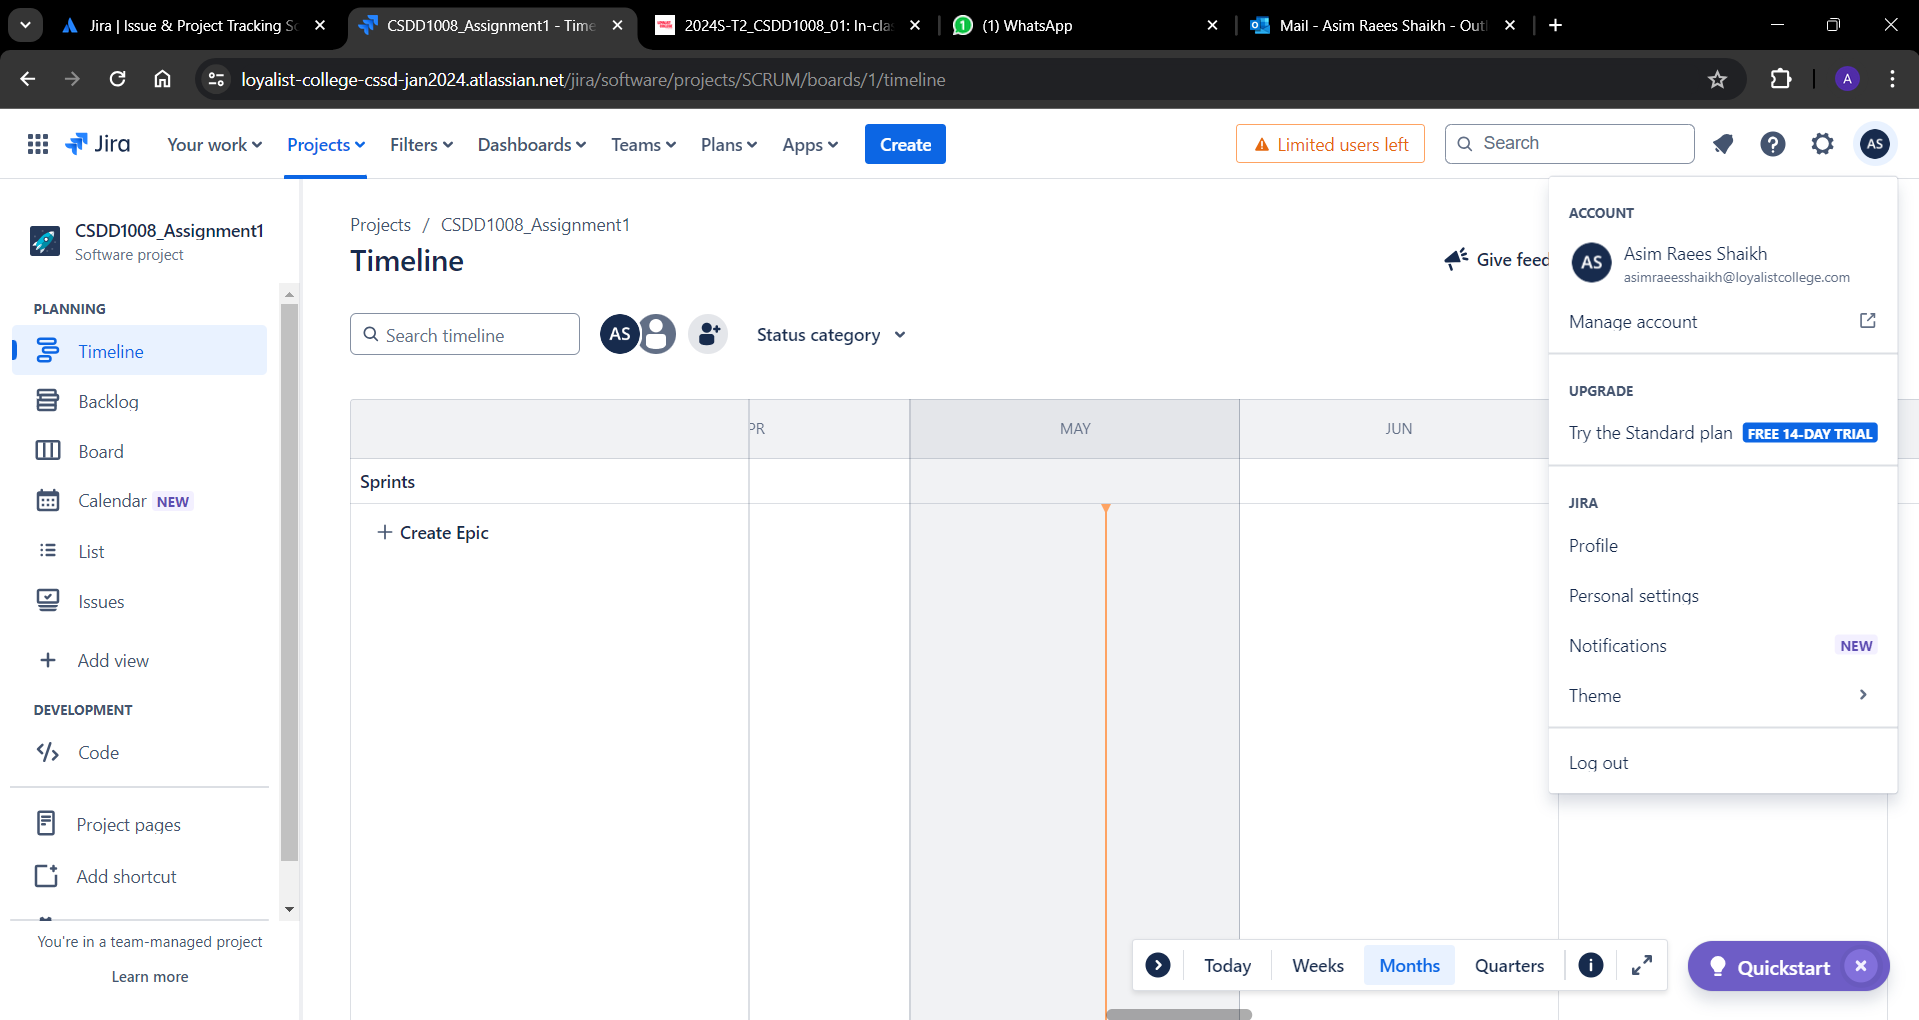 Jira | Issue & Project Tracking So
CSDD1008_Assignment1 - Time
2024S-T2_CSDD1008_01: In-clas
(1) WhatsApp
Mail - Asim Raees Shaikh - Outl
loyalist-college-cssd-jan2024.atlassian.net/jira/software/projects/SCRUM/boards/1/timeline
A
Jira
Your work
Projects
Filters
Dashboards
Teams
Plans
Apps
Create
Limited users left
Search
AS
CSDD1008_Assignment1
Software project
PLANNING
Timeline
Backlog
Board
Calendar NEW
List
Issues
Add view
DEVELOPMENT
Code
Project pages
Add shortcut
You're in a team-managed project
Learn more
Projects / CSDD1008_Assignment1
Timeline
Give feed
Search timeline
AS
Status category
PR
MAY
JUN
Sprints
+ Create Epic
ACCOUNT
AS
Asim Raees Shaikh
asimraeesshaikh@loyalistcollege.com
Manage account
UPGRADE
Try the Standard plan FREE 14-DAY TRIAL
JIRA
Profile
Personal settings
Notifications NEW
Theme
Log out
Today
Weeks
Months
Quarters
Quickstart